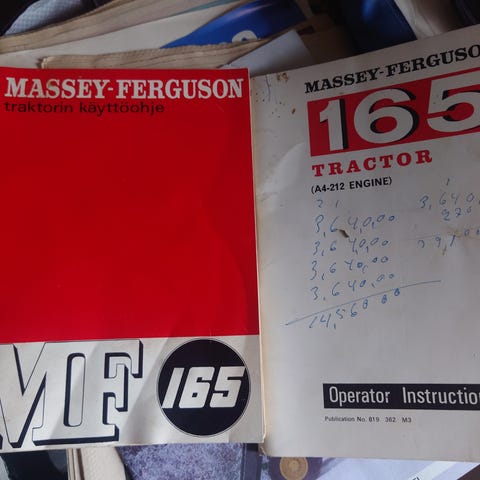 MASSEY-FERGUSON
traktorin käyttöohje
MF
165
MASSEY-FERGUSO
165
TRACTOR
(A4-212 ENGINE)
3,640,00
3,640,00
3,640,00
3,640,00
14,560 00
Operator Instruction
Publication No. 819 362 M3